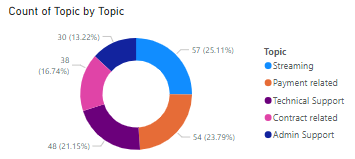 Count of Topic by Topic
30 (13.22%)
57 (25.11%)
38
(16.74%)
48 (21.15%)
54 (23.79%)
Topic
Streaming
Payment related
Technical Support
Contract related
Admin Support